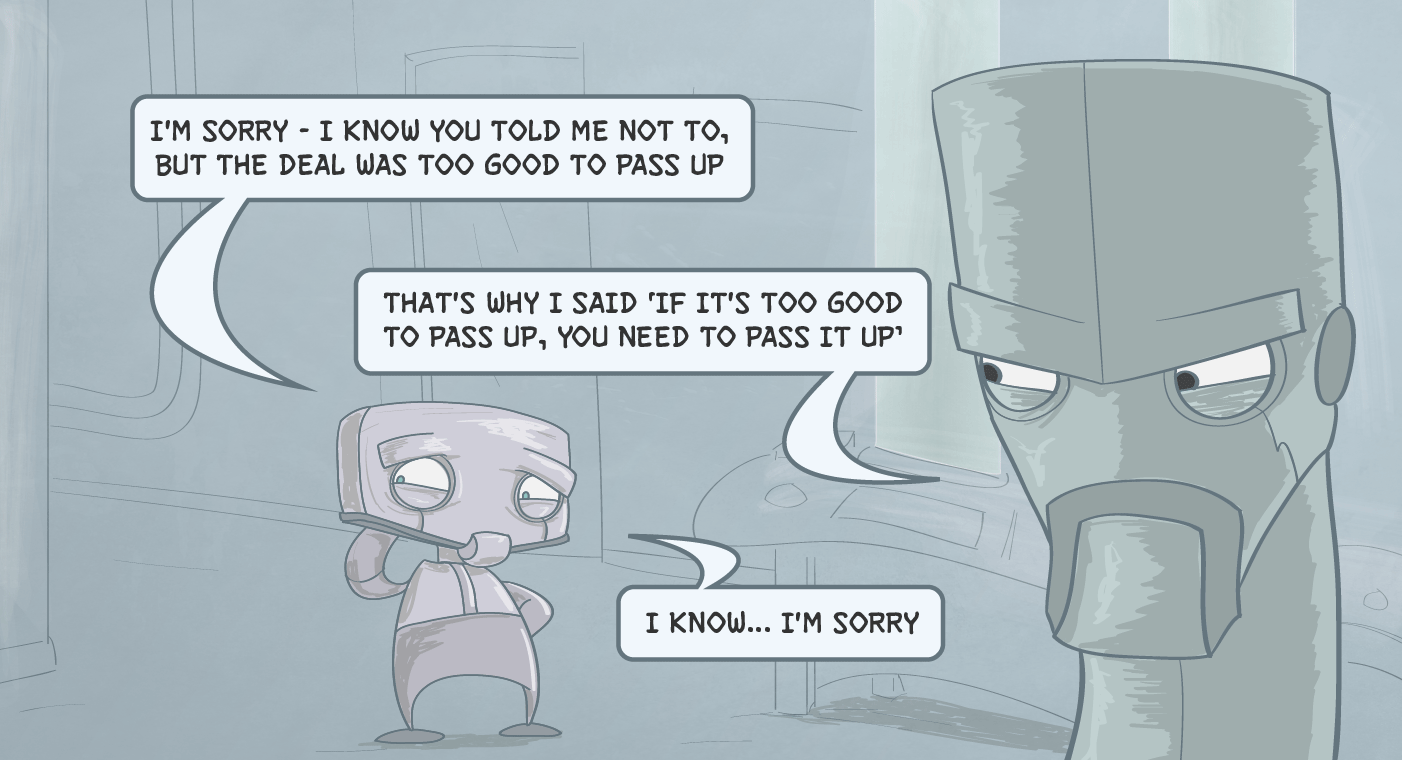 I'M SORRY - I KNOW YOU TOLD ME NOT TO,
BUT THE DEAL WAS TOO GOOD TO PASS UP
THAT'S WHY I SAID 'IF IT'S TOO GOOD
TO PASS UP, YOU NEED TO PASS IT UP'
I KNOW... I'M SORRY